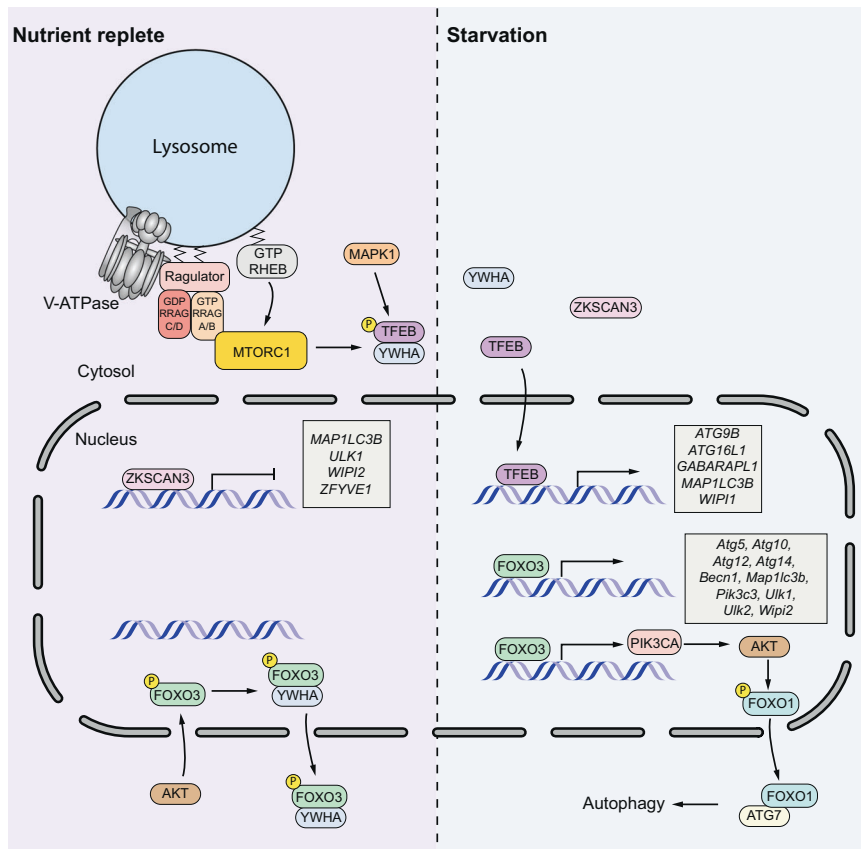 Nutrient replete
Starvation
Lysosome
V-ATPase
Ragulator
GDP
RRAG
C/D
GTP
RRAG
A/B
GTP
RHEB
MTORC1
MAPK1
P
TFEB
YWHA
Cytosol
Nucleus
ZKSCAN3
MAP1LC3B
ULK1
WIPI2
ZFYVE1
P
FOXO3
P
FOXO3
YWHA
AKT
P
FOXO3
YWHA
YWHA
ZKSCAN3
TFEB
TFEB
ATG9B
ATG16L1
GABARAPL1
MAP1LC3B
WIPI1
FOXO3
Atg5, Atg10,
Atg12, Atg14,
Becn1, Map1lc3b,
Pik3c3, Ulk1,
Ulk2, Wipi2
FOXO3
PIK3CA
AKT
P
FOXO1
FOXO1
ATG7
Autophagy